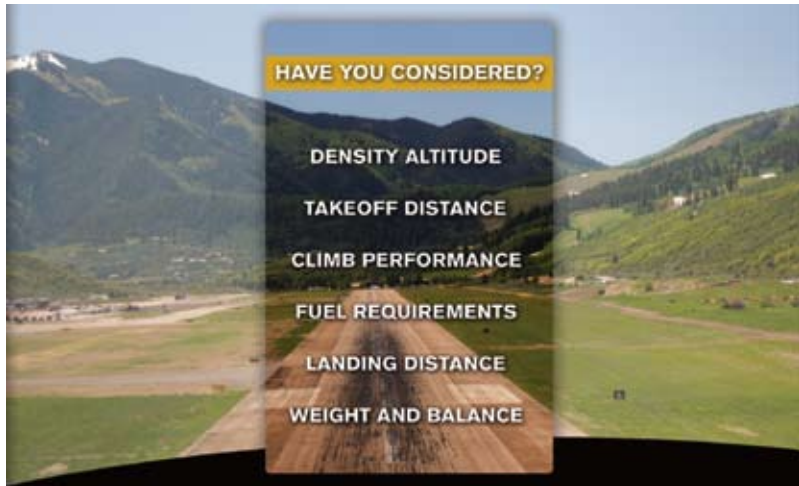 HAVE YOU CONSIDERED?
DENSITY ALTITUDE
TAKEOFF DISTANCE
CLIMB PERFORMANCE
FUEL REQUIREMENTS
LANDING DISTANCE
WEIGHT AND BALANCE